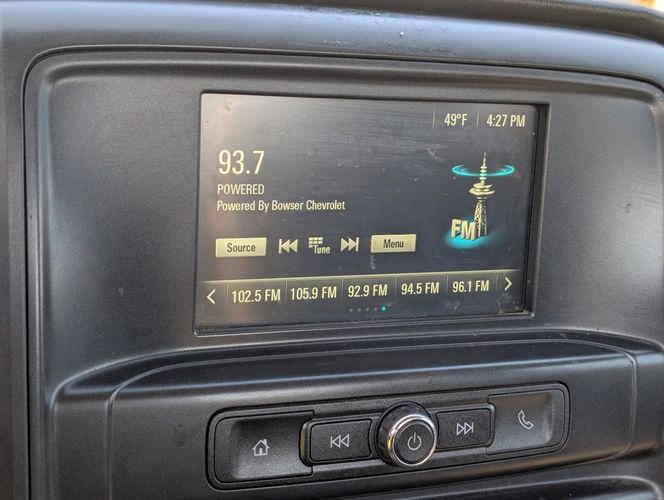 49°F 4:27 PM
93.7
POWERED
Powered By Bowser Chevrolet
FM
Source Tune Menu
102.5 FM 105.9 FM 92.9 FM 94.5 FM 96.1 FM